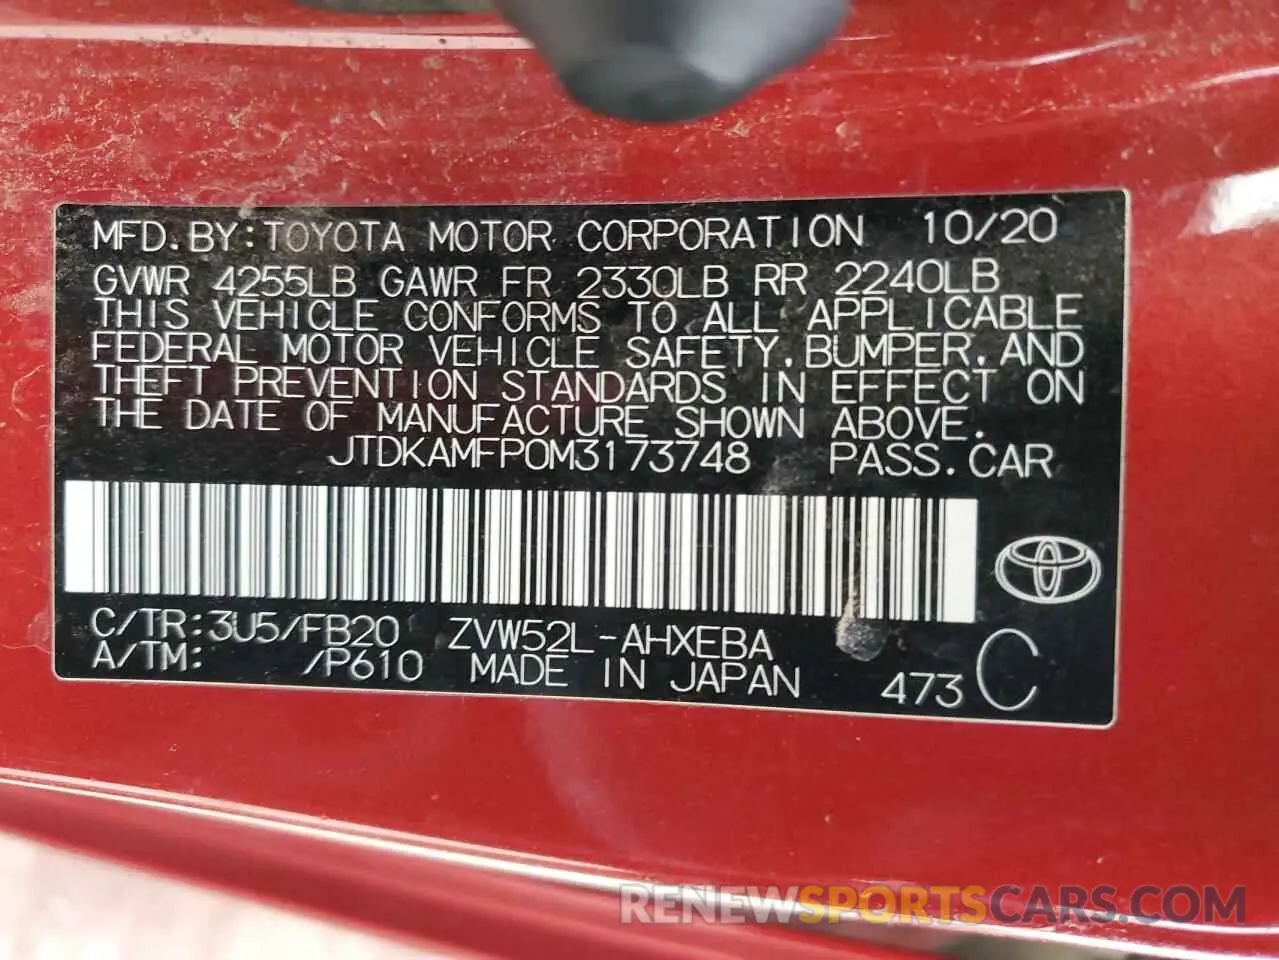 MFD.BY:TOYOTA MOTOR CORPORATION 10/20
GVWR 4255LB GAWR FR 2330LB RR 2240LB
THIS VEHICLE CONFORMS TO ALL APPLICABLE
FEDERAL MOTOR VEHICLE SAFETY,BUMPER,AND
THEFT PREVENTION STANDARDS IN EFFECT ON
THE DATE OF MANUFACTURE SHOWN ABOVE.
JTDKAMFP0M3173748 PASS.CAR
C/TR:3U5/FB20 ZVW52L-AHXEBA
A/TM: /P610 MADE IN JAPAN 473 C
RENEWSPORTSCARS.COM